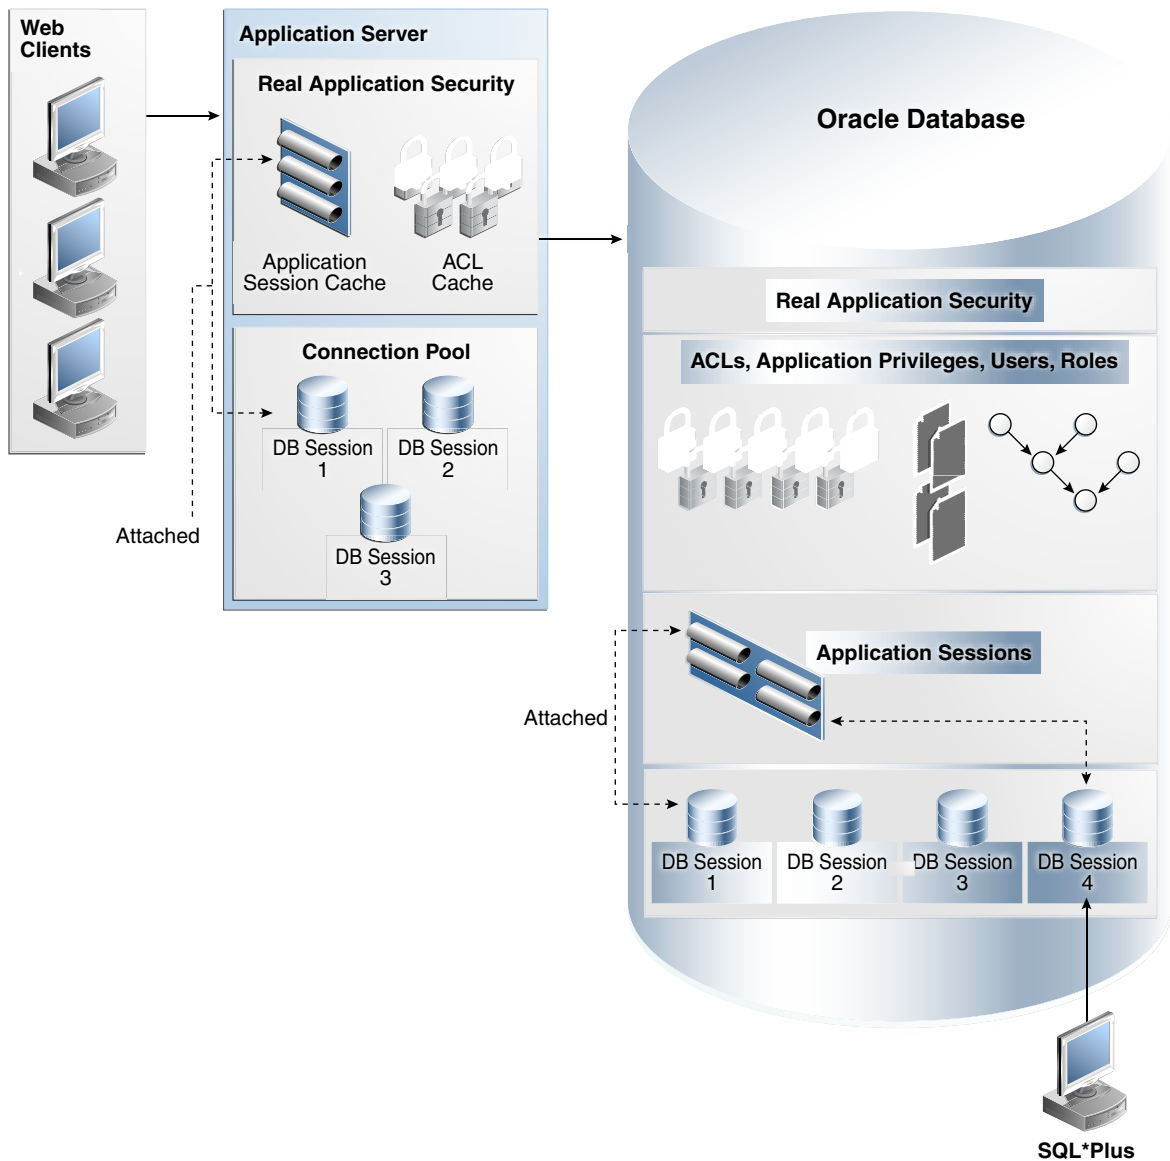 Web
Clients
Application Server
Real Application Security
Application
Session Cache
ACL
Cache
Connection Pool
DB Session
1
DB Session
2
DB Session
3
Attached
Oracle Database
Real Application Security
ACLs, Application Privileges, Users, Roles
Application Sessions
Attached
DB Session
1
DB Session
2
DB Session
3
DB Session
4
SQL*Plus